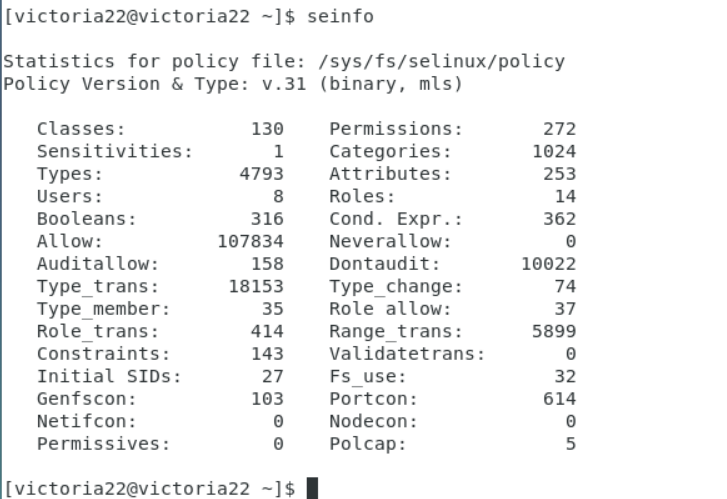 [victoria22@victoria22 ~]$ seinfo
Statistics for policy file: /sys/fs/selinux/policy
Policy Version & Type: v.31 (binary, mls)
Classes: 130 Permissions: 272
Sensitivities: 1 Categories: 1024
Types: 4793 Attributes: 253
Users: 8 Roles: 14
Booleans: 316 Cond. Expr.: 362
Allow: 107834 Neverallow: 0
Auditallow: 158 Dontaudit: 10022
Type_trans: 18153 Type_change: 74
Type_member: 35 Role allow: 37
Role_trans: 414 Range_trans: 5899
Constraints: 143 Validatetrans: 0
Initial SIDs: 27 Fs_use: 32
Genfscon: 103 Portcon: 614
Netifcon: 0 Nodecon: 0
Permissives: 0 Polcap: 5
[victoria22@victoria22 ~]$